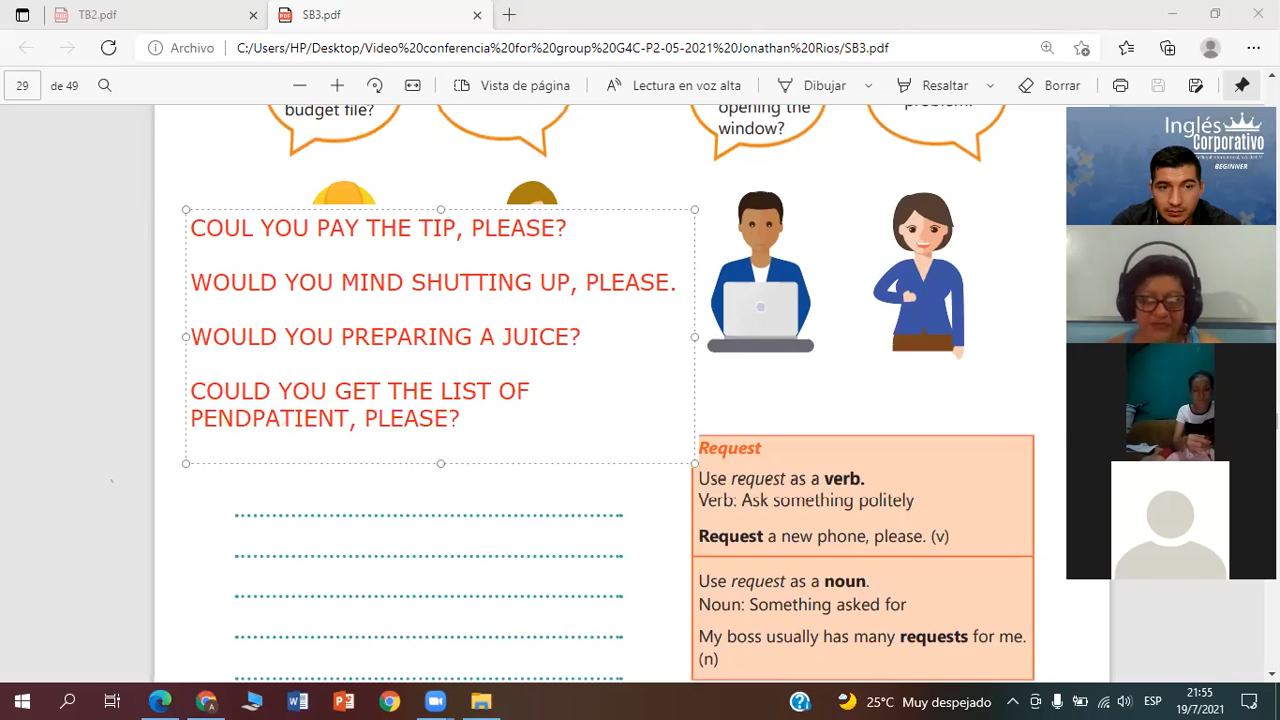 TB2.pdf
SB3.pdf
Archivo
C:/Users/HP/Desktop/Video%20conferencia%20for%20group%20G4C-P2-05-2021%20Jonathan%20Rios/SB3.pdf
29 de 49
Vista de página
Lectura en voz alta
Dibujar
Resaltar
Borrar
budget file?
opening the
window?
problem.
COUL YOU PAY THE TIP, PLEASE?
WOULD YOU MIND SHUTTING UP, PLEASE.
WOULD YOU PREPARING A JUICE?
COULD YOU GET THE LIST OF
PENDPATIENT, PLEASE?
Request
Use request as a verb.
Verb: Ask something politely
Request a new phone, please. (v)
Use request as a noun.
Noun: Something asked for
My boss usually has many requests for me.
(n)
Inglés
Corporativo
BEGINNER
25°C Muy despejado
ESP
21:55
19/7/2021